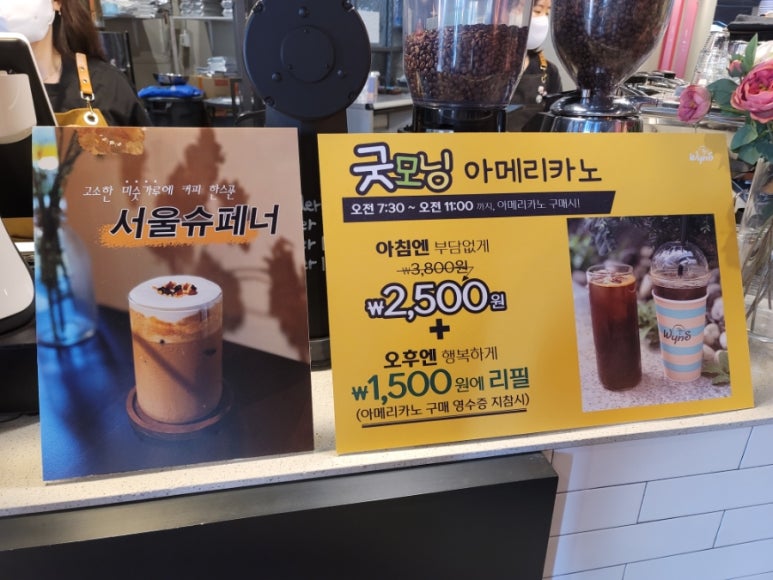 고소한 미숫가루에 커피 한스푼
서울슈페너
굿모닝 아메리카노
Wyns
오전 7:30 ~ 오전 11:00 까지, 아메리카노 구매시!
아침엔 부담없게
₩3,800원
₩2,500원
+
오후엔 행복하게
₩1,500원에 리필
(아메리카노 구매 영수증 지참시)
Wyns